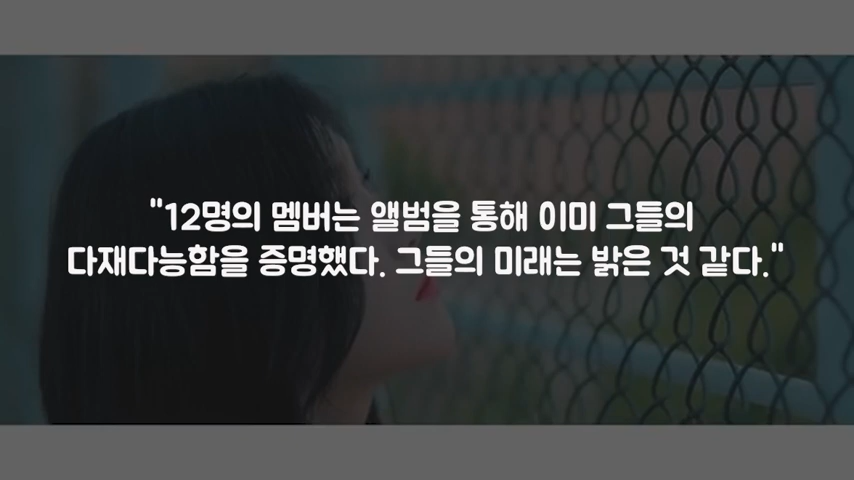 "12명의 멤버는 앨범을 통해 이미 그들의
다재다능함을 증명했다. 그들의 미래는 밝은 것 같다."